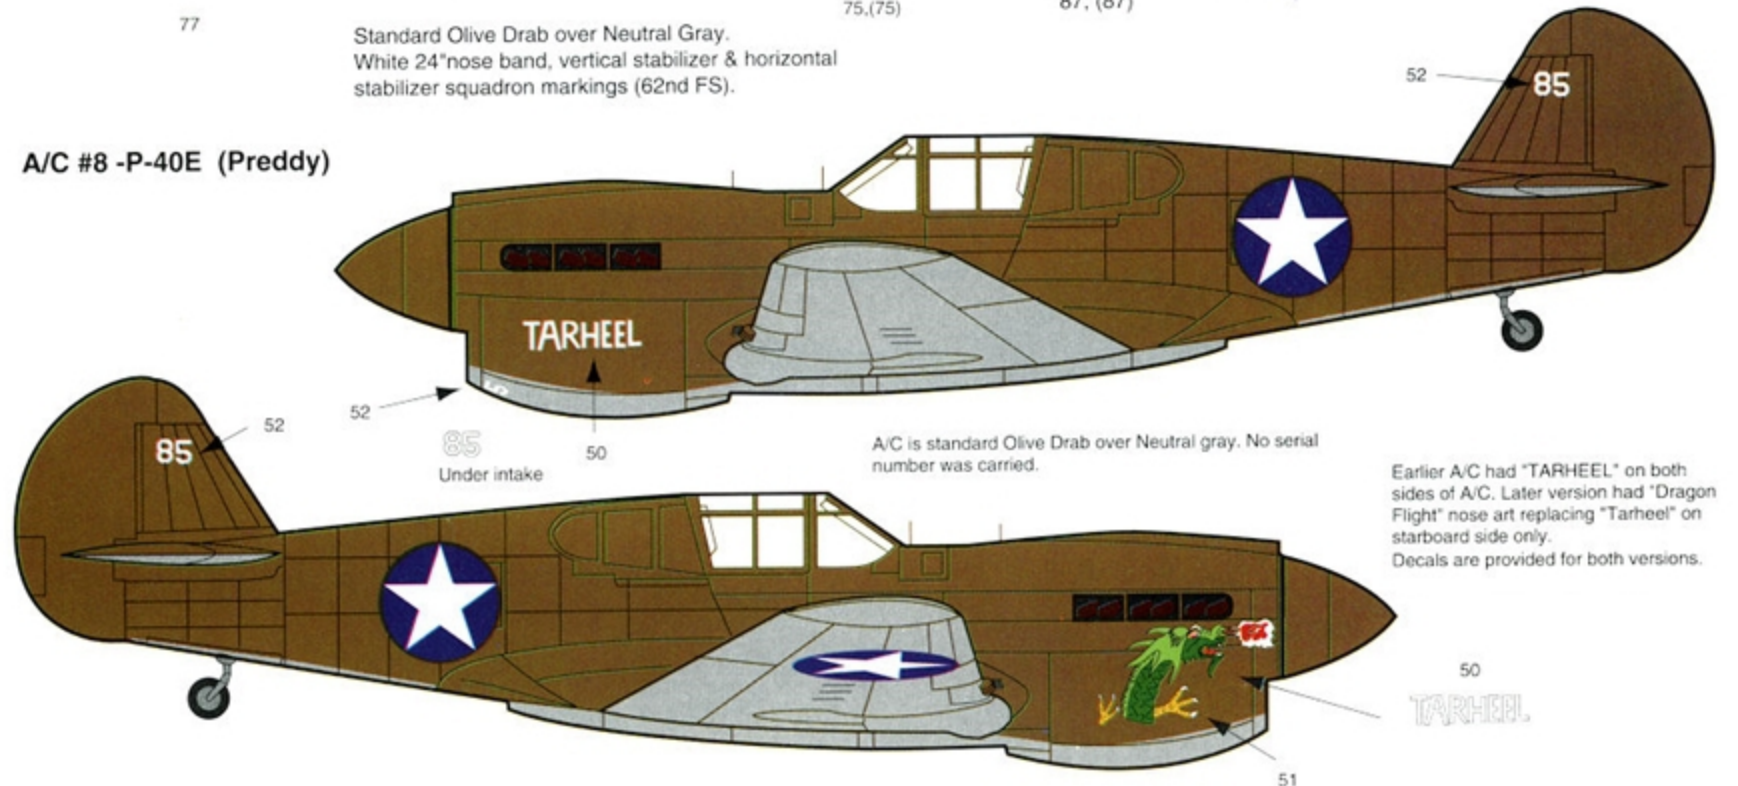 75,(75)
87, (87)
77
Standard Olive Drab over Neutral Gray.
White 24"nose band, vertical stabilizer & horizontal
stabilizer squadron markings (62nd FS).
52
85
A/C #8 -P-40E (Preddy)
TARHEEL
52
85
52
85
Under intake
50
A/C is standard Olive Drab over Neutral gray. No serial
number was carried.
Earlier A/C had "TARHEEL" on both
sides of A/C. Later version had "Dragon
Flight" nose art replacing "Tarheel" on
starboard side only.
Decals are provided for both versions.
50
TARHEEL
51